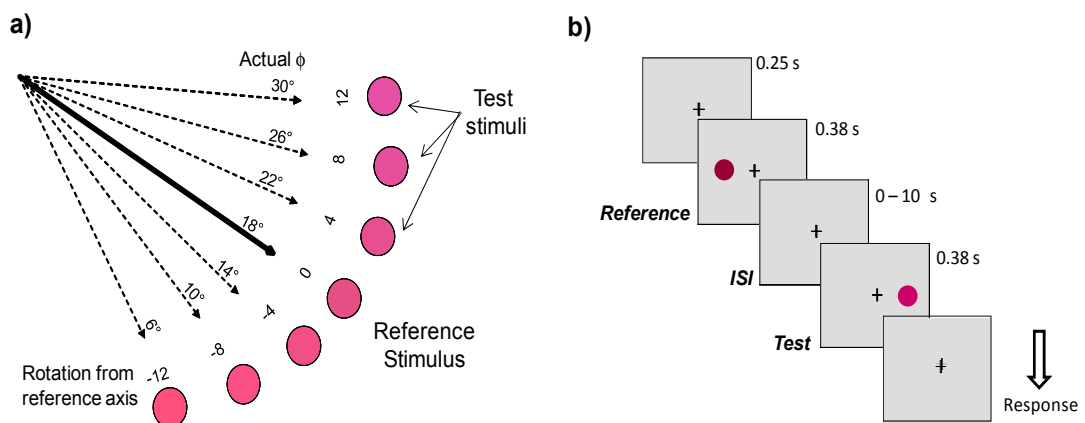 a)
Actual ϕ
30°
12
26°
8
22°
4
18°
0
14°
-4
10°
-8
6°
-12
Test
stimuli
Reference
Stimulus
Rotation from
reference axis
b)
0.25 s
0.38 s
Reference
0 – 10 s
ISI
0.38 s
Test
Response